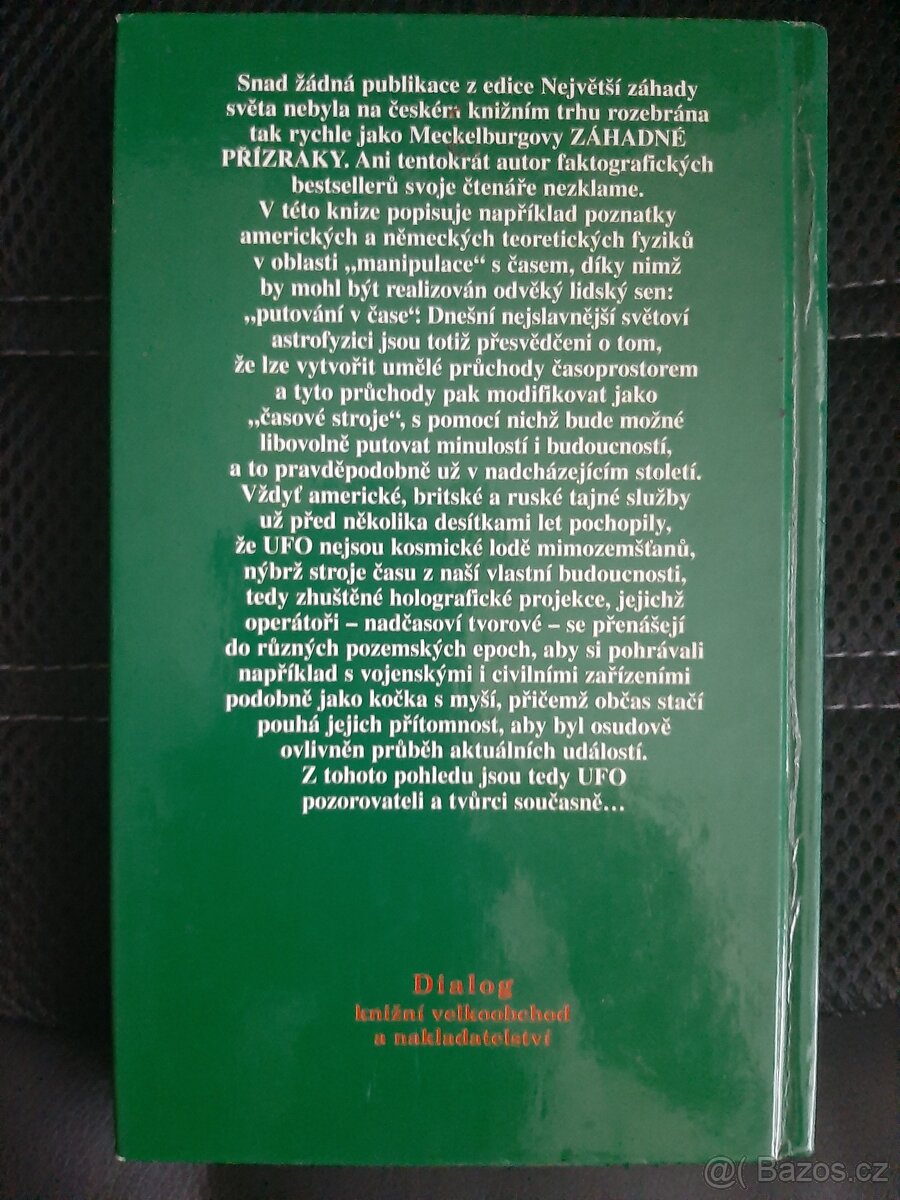 Snad žádná publikace z edice Největší záhady
světa nebyla na českém knižním trhu rozebrána
tak rychle jako Meckelburgovy ZÁHADNÉ
PŘÍZRAKY. Ani tentokrát autor faktografických
bestsellerů svoje čtenáře nezklame.
V této knize popisuje například poznatky
amerických a německých teoretických fyziků
v oblasti „manipulace“ s časem, díky nimž
by mohl být realizován odvěký lidský sen:
„putování v čase“. Dnešní nejslavnější světoví
astrofyzici jsou totiž přesvědčeni o tom,
že lze vytvořit umělé průchody časoprostorem
a tyto průchody pak modifikovat jako
„časové stroje“, s pomocí nichž bude možné
libovolně putovat minulostí i budoucností,
a to pravděpodobně už v nadcházejícím století.
Vždyť americké, britské a ruské tajné služby
už před několika desítkami let pochopily,
že UFO nejsou kosmické lodě mimozemšťanů,
nýbrž stroje času z naší vlastní budoucnosti,
tedy zhuštěné holografické projekce, jejichž
operátoři – nadčasoví tvorové – se přenášejí
do různých pozemských epoch, aby si pohrávali
například s vojenskými i civilními zařízeními
podobně jako kočka s myší, přičemž občas stačí
pouhá jejich přítomnost, aby byl osudově
ovlivněn průběh aktuálních událostí.
Z tohoto pohledu jsou tedy UFO
pozorovateli a tvůrci současně...
Dialog
knižní velkoobchod
a nakladatelství
@( Bazos.cz